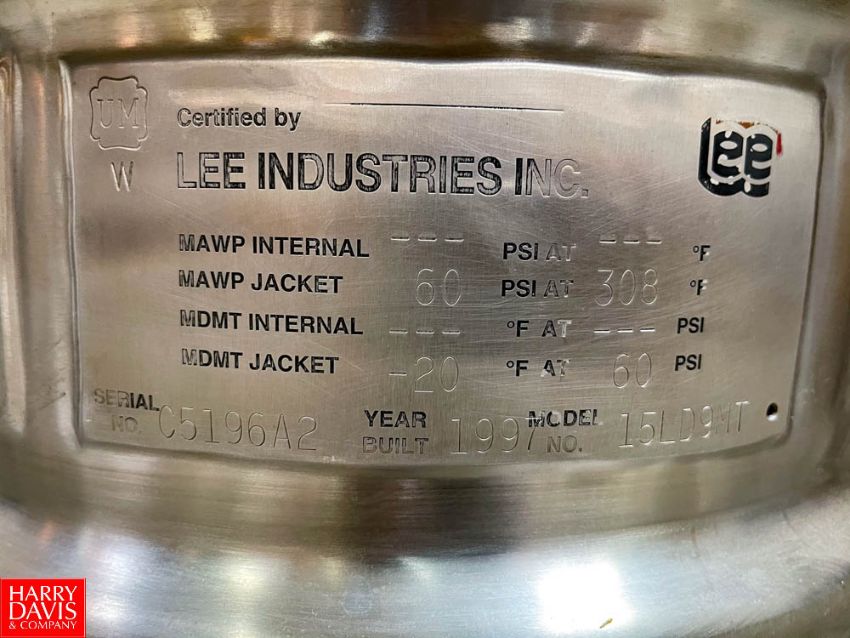 UM
W
Certified by
LEE INDUSTRIES INC.
Lee
MAWP INTERNAL --- PSI AT --- °F
MAWP JACKET 60 PSI AT 308 °F
MDMT INTERNAL --- °F AT --- PSI
MDMT JACKET -20 °F AT 60 PSI
SERIAL NO. C5196A2 YEAR BUILT 1997 MODEL NO. 15LD9MT
HARRY
DAVIS
& COMPANY